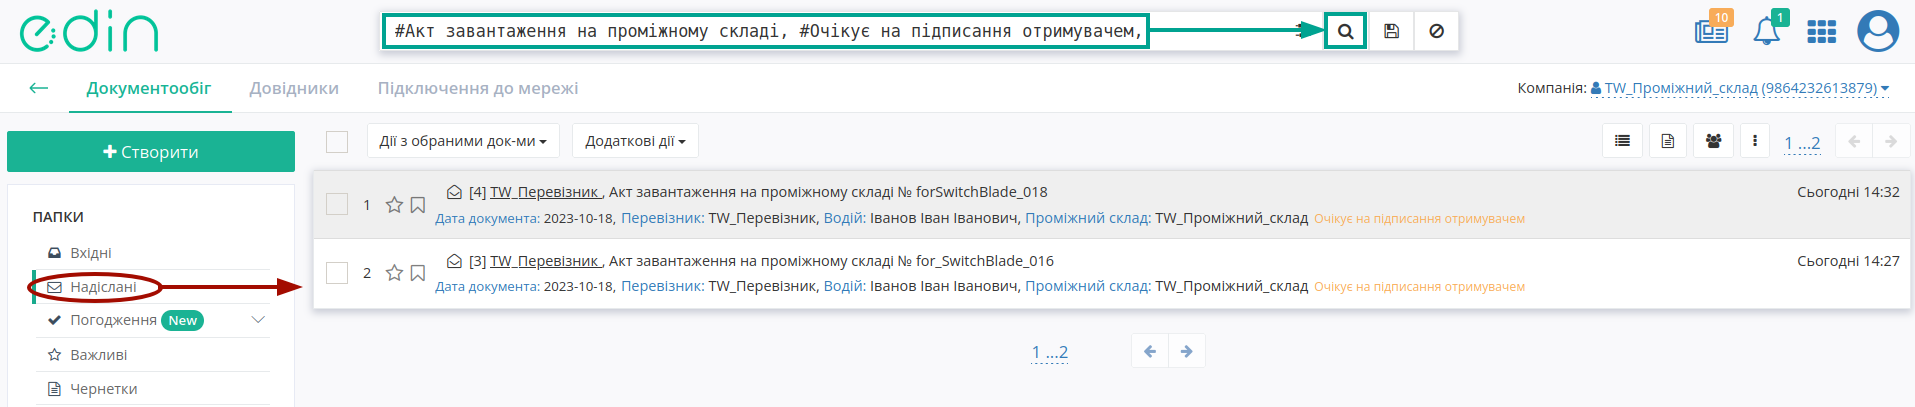 edin
#Акт завантаження на проміжному складі, #Очікує на підписання отримувачем,
10
1
Документообіг Довідники Підключення до мережі
Компанія: TW_Проміжний_склад (9864232613879)
Створити
Дії з обраними док-ми
Додаткові дії
1 ...2
ПАПКИ
Вхідні
Надіслані
Погодження New
Важливі
Чернетки
1 [4] TW_Перевізник , Акт завантаження на проміжному складі № forSwitchBlade_018 Сьогодні 14:32
Дата документа: 2023-10-18, Перевізник: TW_Перевізник, Водій: Іванов Іван Іванович, Проміжний склад: TW_Проміжний_склад Очікує на підписання отримувачем
2 [3] TW_Перевізник , Акт завантаження на проміжному складі № for_SwitchBlade_016 Сьогодні 14:27
Дата документа: 2023-10-18, Перевізник: TW_Перевізник, Водій: Іванов Іван Іванович, Проміжний склад: TW_Проміжний_склад Очікує на підписання отримувачем
1 ...2